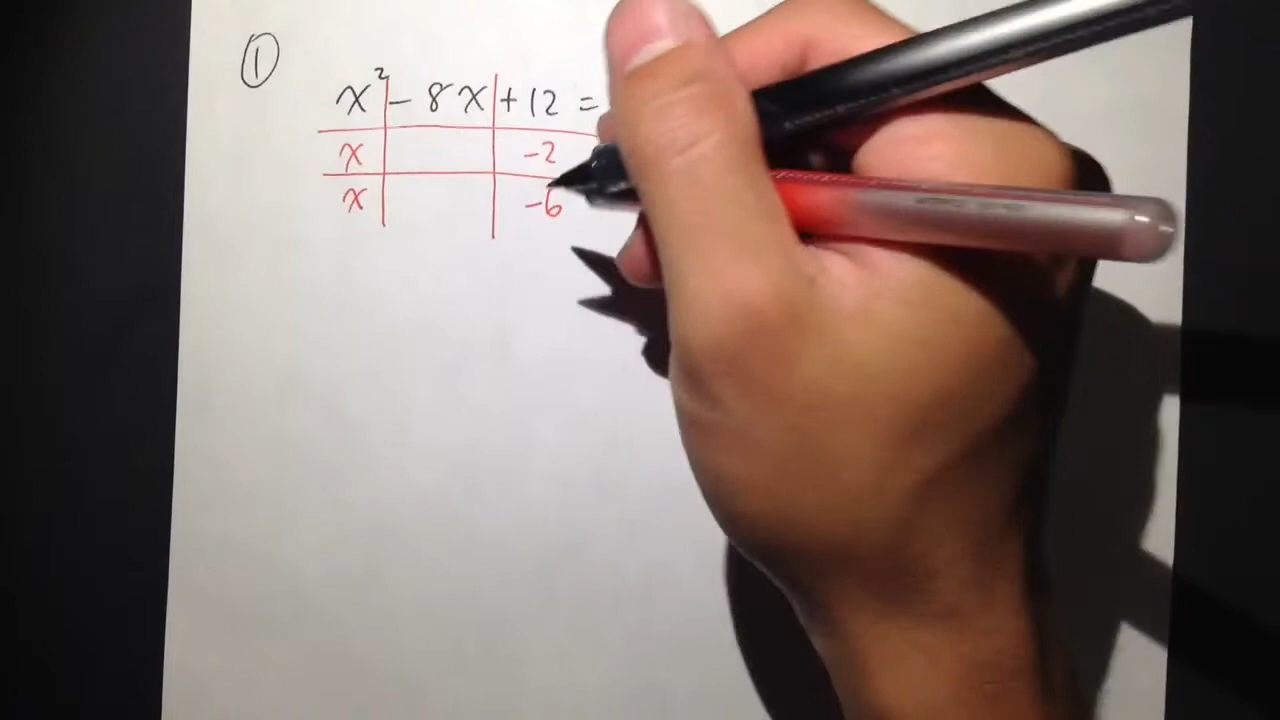 ①
x² - 8x + 12 =
x -2
x -6